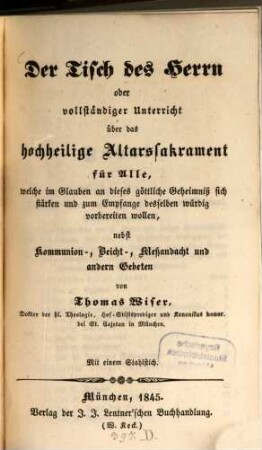 Der Tisch des Herrn
oder
vollständiger Unterricht
über das
hochheilige Altarssakrament
für Alle,
welche im Glauben an dieses göttliche Geheimniß sich
stärken und zum Empfange desselben würdig
vorbereiten wollen,
nebst
Kommunion-, Beicht-, Meßandacht und
andern Gebeten
von
Thomas Wiser,
Doktor der hl. Theologie, Hof-Stiftsprediger und Kanonikus honor.
bei St. Cajetan in München.
Mit einem Stahlstich.
München, 1845.
Verlag der J. J. Lentner'schen Buchhandlung.
(W. Keck.)